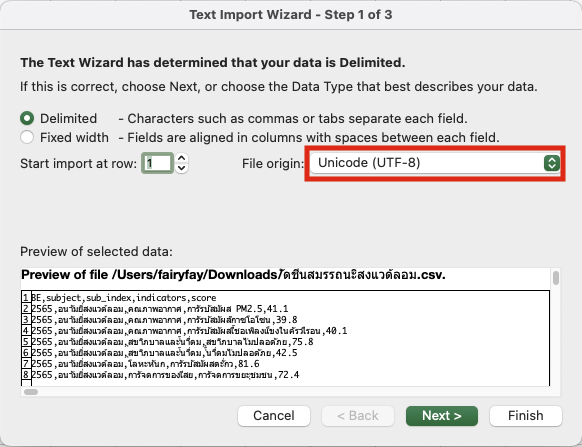 Text Import Wizard - Step 1 of 3
The Text Wizard has determined that your data is Delimited.
If this is correct, choose Next, or choose the Data Type that best describes your data.
Delimited - Characters such as commas or tabs separate each field.
Fixed width - Fields are aligned in columns with spaces between each field.
Start import at row: 1 File origin: Unicode (UTF-8)
Preview of selected data:
Preview of file /Users/fairyfay/Downloads/ดัชนีสมรรถนะสิ่งแวดล้อม.csv.
1 BE,subject,sub_index,indicators,score
2 2565,อนามัยสิ่งแวดล้อม,คุณภาพอากาศ,การรับสัมผัส PM2.5,41.1
3 2565,อนามัยสิ่งแวดล้อม,คุณภาพอากาศ,การรับสัมผัสก๊าซโอโซน,39.8
4 2565,อนามัยสิ่งแวดล้อม,คุณภาพอากาศ,การรับสัมผัสเชื้อเพลิงแข็งในครัวเรือน,40.1
5 2565,อนามัยสิ่งแวดล้อม,สุขาภิบาลและน้ำดื่ม,สุขาภิบาลไม่ปลอดภัย,75.8
6 2565,อนามัยสิ่งแวดล้อม,สุขาภิบาลและน้ำดื่ม,น้ำดื่มไม่ปลอดภัย,42.5
7 2565,อนามัยสิ่งแวดล้อม,โลหะหนัก,การรับสัมผัสตะกั่ว,81.6
8 2565,อนามัยสิ่งแวดล้อม,การจัดการของเสีย,การจัดการขยะชุมชน,72.4
Cancel < Back Next > Finish